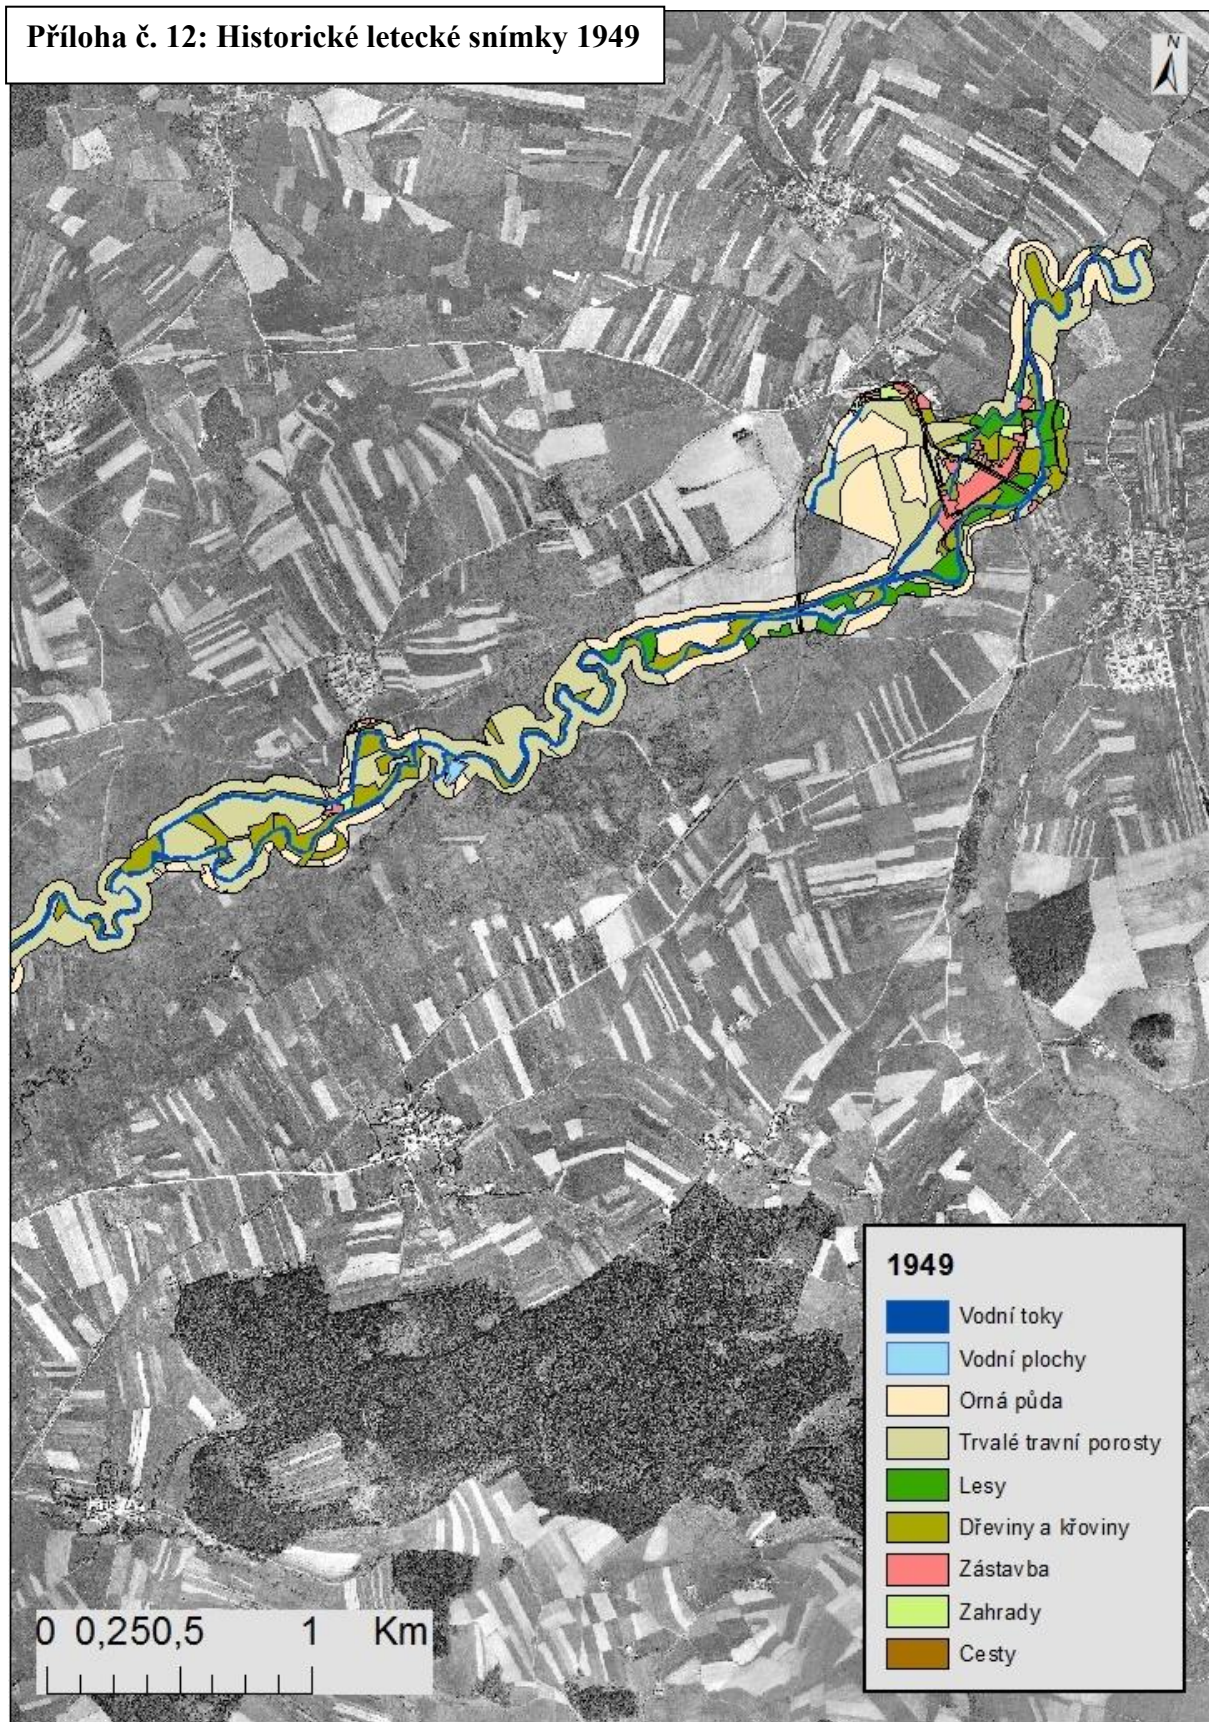 Příloha č. 12: Historické letecké snímky 1949
N
1949
Vodní toky
Vodní plochy
Orná půda
Trvalé travní porosty
Lesy
Dřeviny a křoviny
Zástavba
Zahrady
Cesty
0 0,250,5 1 Km